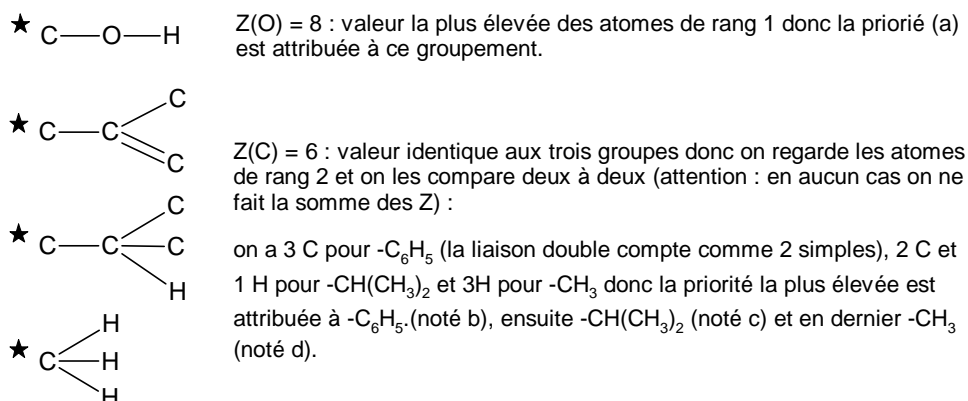 ★ C—O—H
Z(O) = 8 : valeur la plus élevée des atomes de rang 1 donc la priorié (a)
est attribuée à ce groupement.
C
★ C—C
C
Z(C) = 6 : valeur identique aux trois groupes donc on regarde les atomes
de rang 2 et on les compare deux à deux (attention : en aucun cas on ne
fait la somme des Z) :
C
★ C—C—C
H
on a 3 C pour -C₆H₅ (la liaison double compte comme 2 simples), 2 C et
1 H pour -CH(CH₃)₂ et 3H pour -CH₃ donc la priorité la plus élevée est
attribuée à -C₆H₅.(noté b), ensuite -CH(CH₃)₂ (noté c) et en dernier -CH₃
(noté d).
H
★ C—H
H